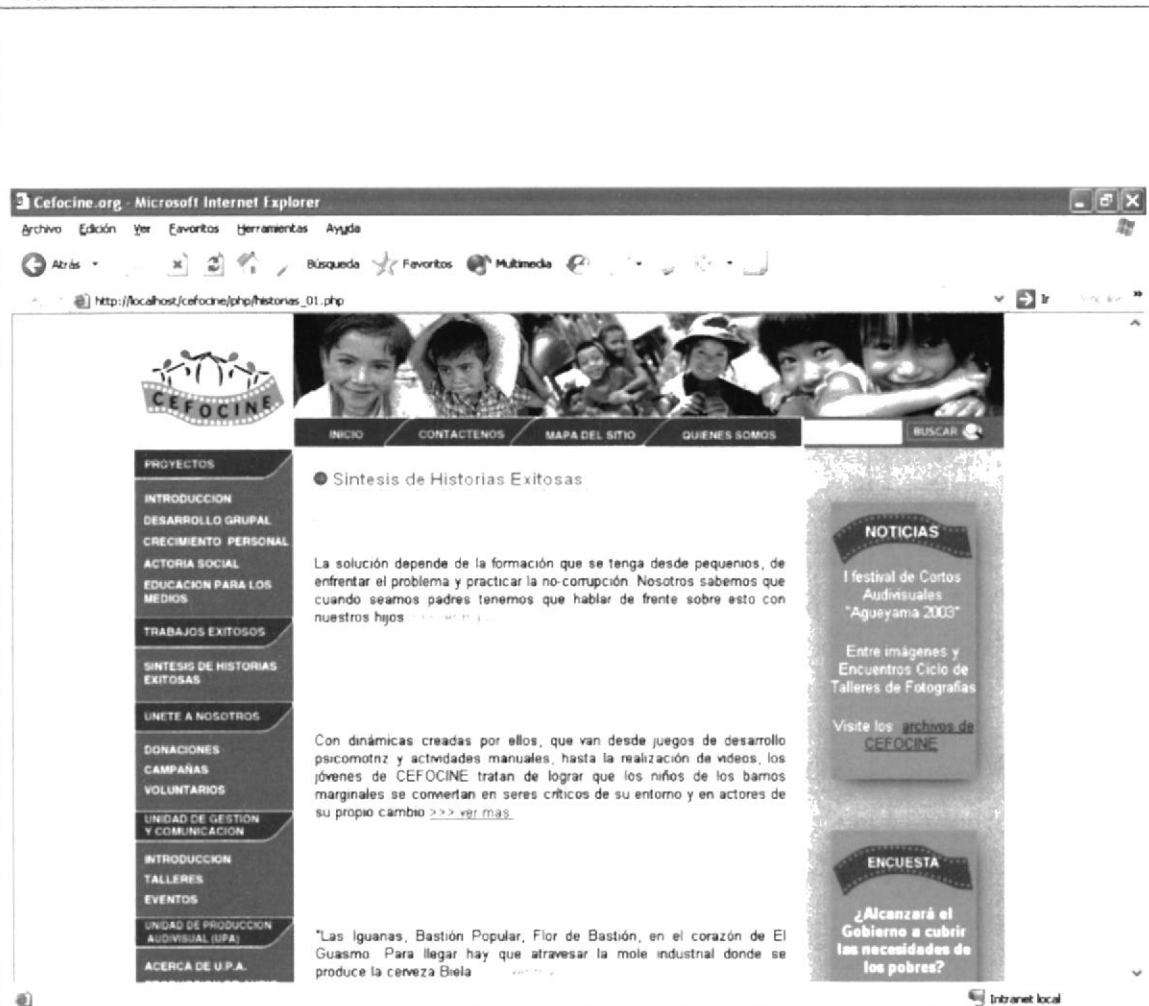 Cefocine.org - Microsoft Internet Explorer
Archivo Edición Ver Favoritos Herramientas Ayuda
Atrás Búsqueda Favoritos Multimedia
http://localhost/cefocine/php/historias_01.php Ir
CEFOCINE
INICIO CONTACTENOS MAPA DEL SITIO QUIENES SOMOS BUSCAR
PROYECTOS
INTRODUCCION
DESARROLLO GRUPAL
CRECIMIENTO PERSONAL
ACTORIA SOCIAL
EDUCACION PARA LOS
MEDIOS
TRABAJOS EXITOSOS
SINTESIS DE HISTORIAS
EXITOSAS
UNETE A NOSOTROS
DONACIONES
CAMPAÑAS
VOLUNTARIOS
UNIDAD DE GESTION
Y COMUNICACION
INTRODUCCION
TALLERES
EVENTOS
UNIDAD DE PRODUCCION
AUDIVISUAL (UPA)
ACERCA DE U.P.A.
Sintesis de Historias Exitosas
La solución depende de la formación que se tenga desde pequenios, de
enfrentar el problema y practicar la no-corrupción. Nosotros sabemos que
cuando seamos padres tenemos que hablar de frente sobre esto con
nuestros hijos
Con dinámicas creadas por ellos, que van desde juegos de desarrollo
psicomotriz y actividades manuales, hasta la realización de videos, los
jóvenes de CEFOCINE tratan de lograr que los niños de los barrios
marginales se conviertan en seres críticos de su entorno y en actores de
su propio cambio >>> ver mas
"Las Iguanas, Bastión Popular, Flor de Bastión, en el corazón de El
Guasmo. Para llegar hay que atravesar la mole industrial donde se
produce la cerveza Biela
NOTICIAS
I festival de Cortos
Audivisuales
"Agueyama 2003"
Entre imágenes y
Encuentros Ciclo de
Talleres de Fotografías
Visite los archivos de
CEFOCINE
ENCUESTA
¿Alcanzará el
Gobierno a cubrir
las necesidades de
los pobres?
Intranet local